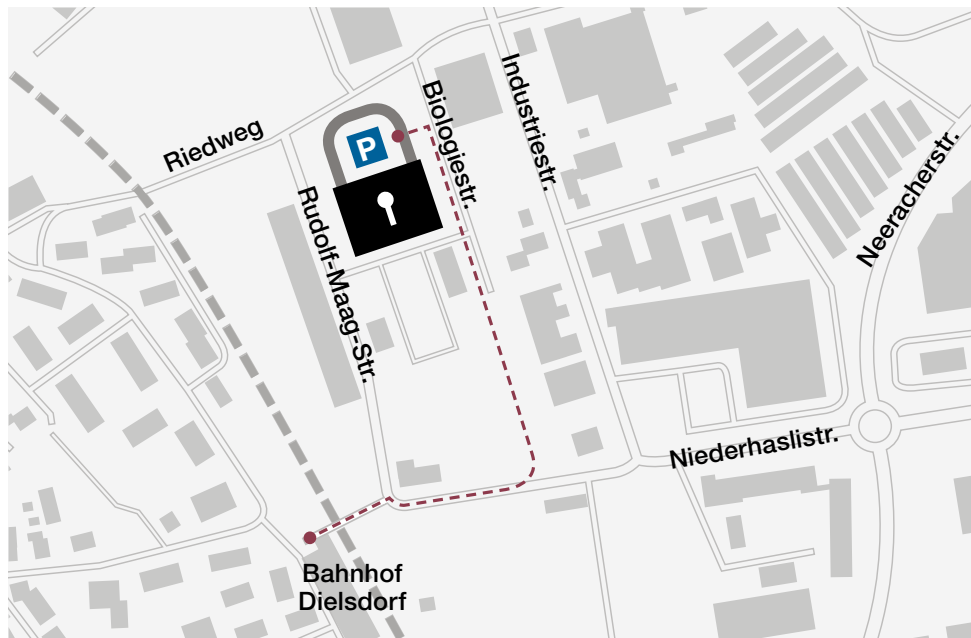 Riedweg
P
Biologiestr.
Industriestr.
Neeracherstr.
Rudolf-Maag-Str.
Niederhaslistr.
Bahnhof
Dielsdorf